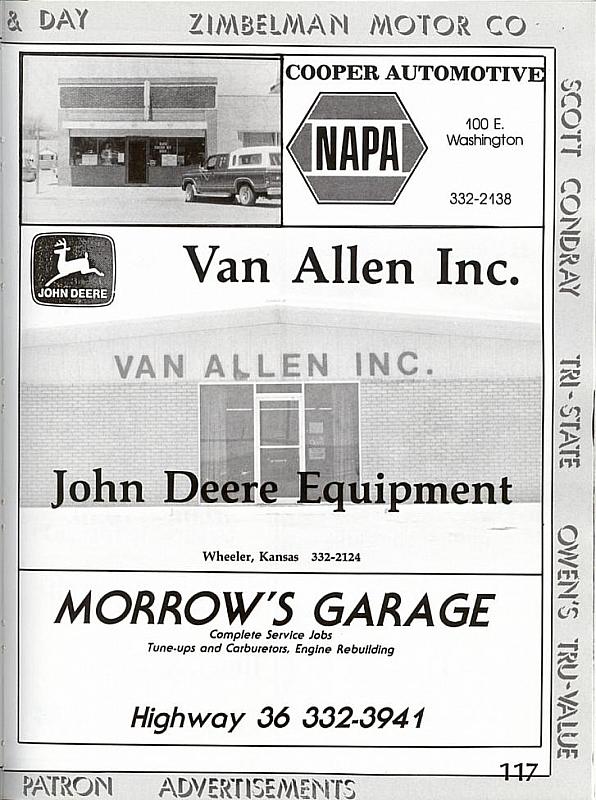 & DAY ZIMBELMAN MOTOR CO
COOPER AUTOMOTIVE
NAPA
100 E.
Washington
332-2138
JOHN DEERE
Van Allen Inc.
VAN ALLEN INC.
John Deere Equipment
Wheeler, Kansas 332-2124
MORROW'S GARAGE
Complete Service Jobs
Tune-ups and Carburetors, Engine Rebuilding
Highway 36 332-3941
SCOTT CONDRAY TRI-STATE OWEN'S TRU-VALUE
117
PATRON ADVERTISEMENTS